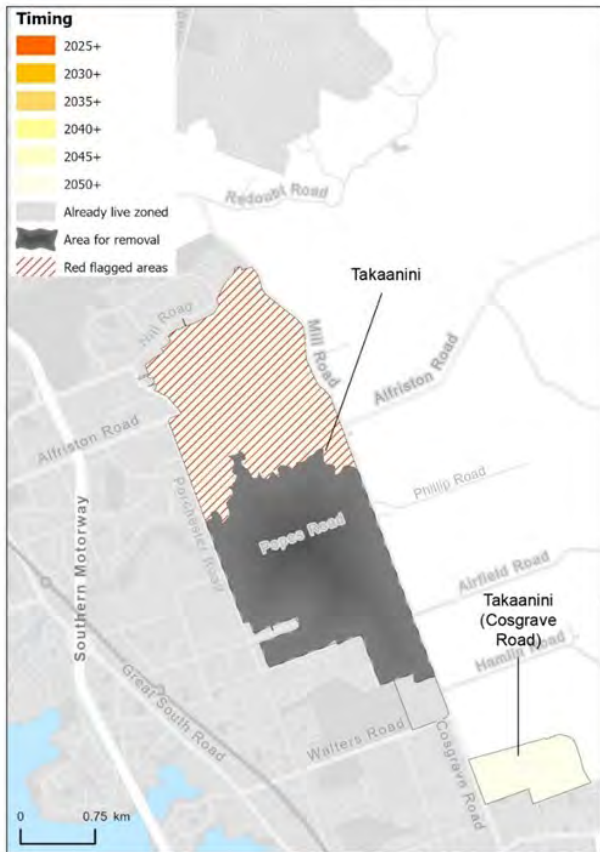 Timing
2025+
2030+
2035+
2040+
2045+
2050+
Already live zoned
Area for removal
Red flagged areas
Redoubt Road
Takaanini
Hill Road
Mill Road
Alfriston Road
Alfriston Road
Porchester Road
Phillip Road
Popes Road
Southern Motorway
Airfield Road
Takaanini
(Cosgrave
Road)
Hamlin Road
Great South Road
Walters Road
Cosgrave Road
0 0.75 km